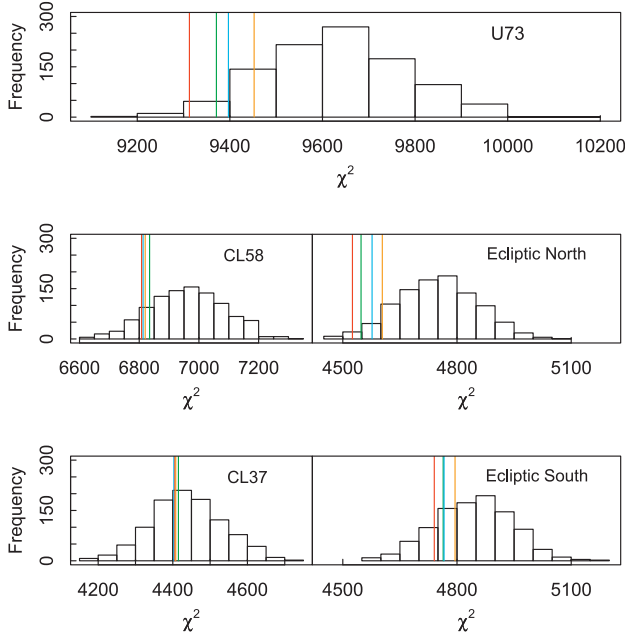 U73
Frequency
0 150 300
9200 9400 9600 9800 10000 10200
χ²
CL58
Ecliptic North
Frequency
0 150 300
6600 6800 7000 7200
4500 4800 5100
χ²
χ²
CL37
Ecliptic South
Frequency
0 150 300
4200 4400 4600
4500 4800 5100
χ²
χ²